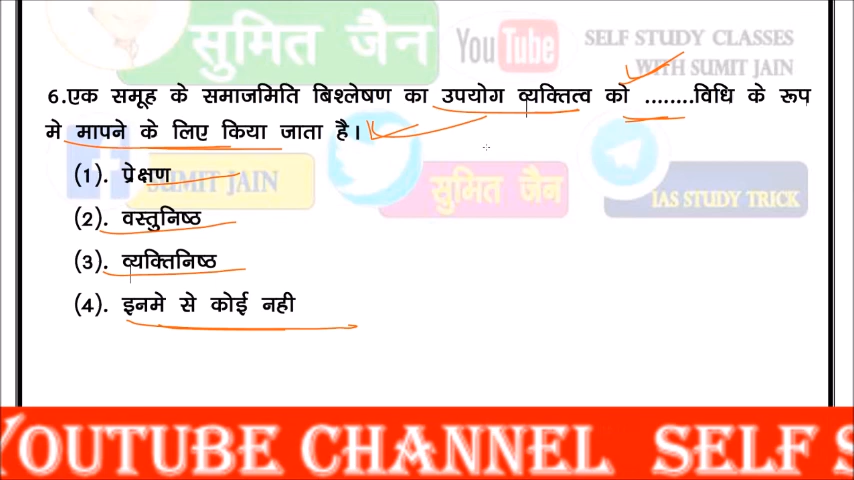 सुमित जैन
YouTube
SELF STUDY CLASSES
WITH SUMIT JAIN
6.एक समूह के समाजमिति बिश्लेषण का उपयोग व्यक्तित्व को ........विधि के रूप
मे मापने के लिए किया जाता है।
(1). प्रेक्षण
SUMIT JAIN
सुमित जैन
IAS STUDY TRICK
(2). वस्तुनिष्ठ
(3). व्यक्तिनिष्ठ
(4). इनमे से कोई नही
YOUTUBE CHANNEL SELF S